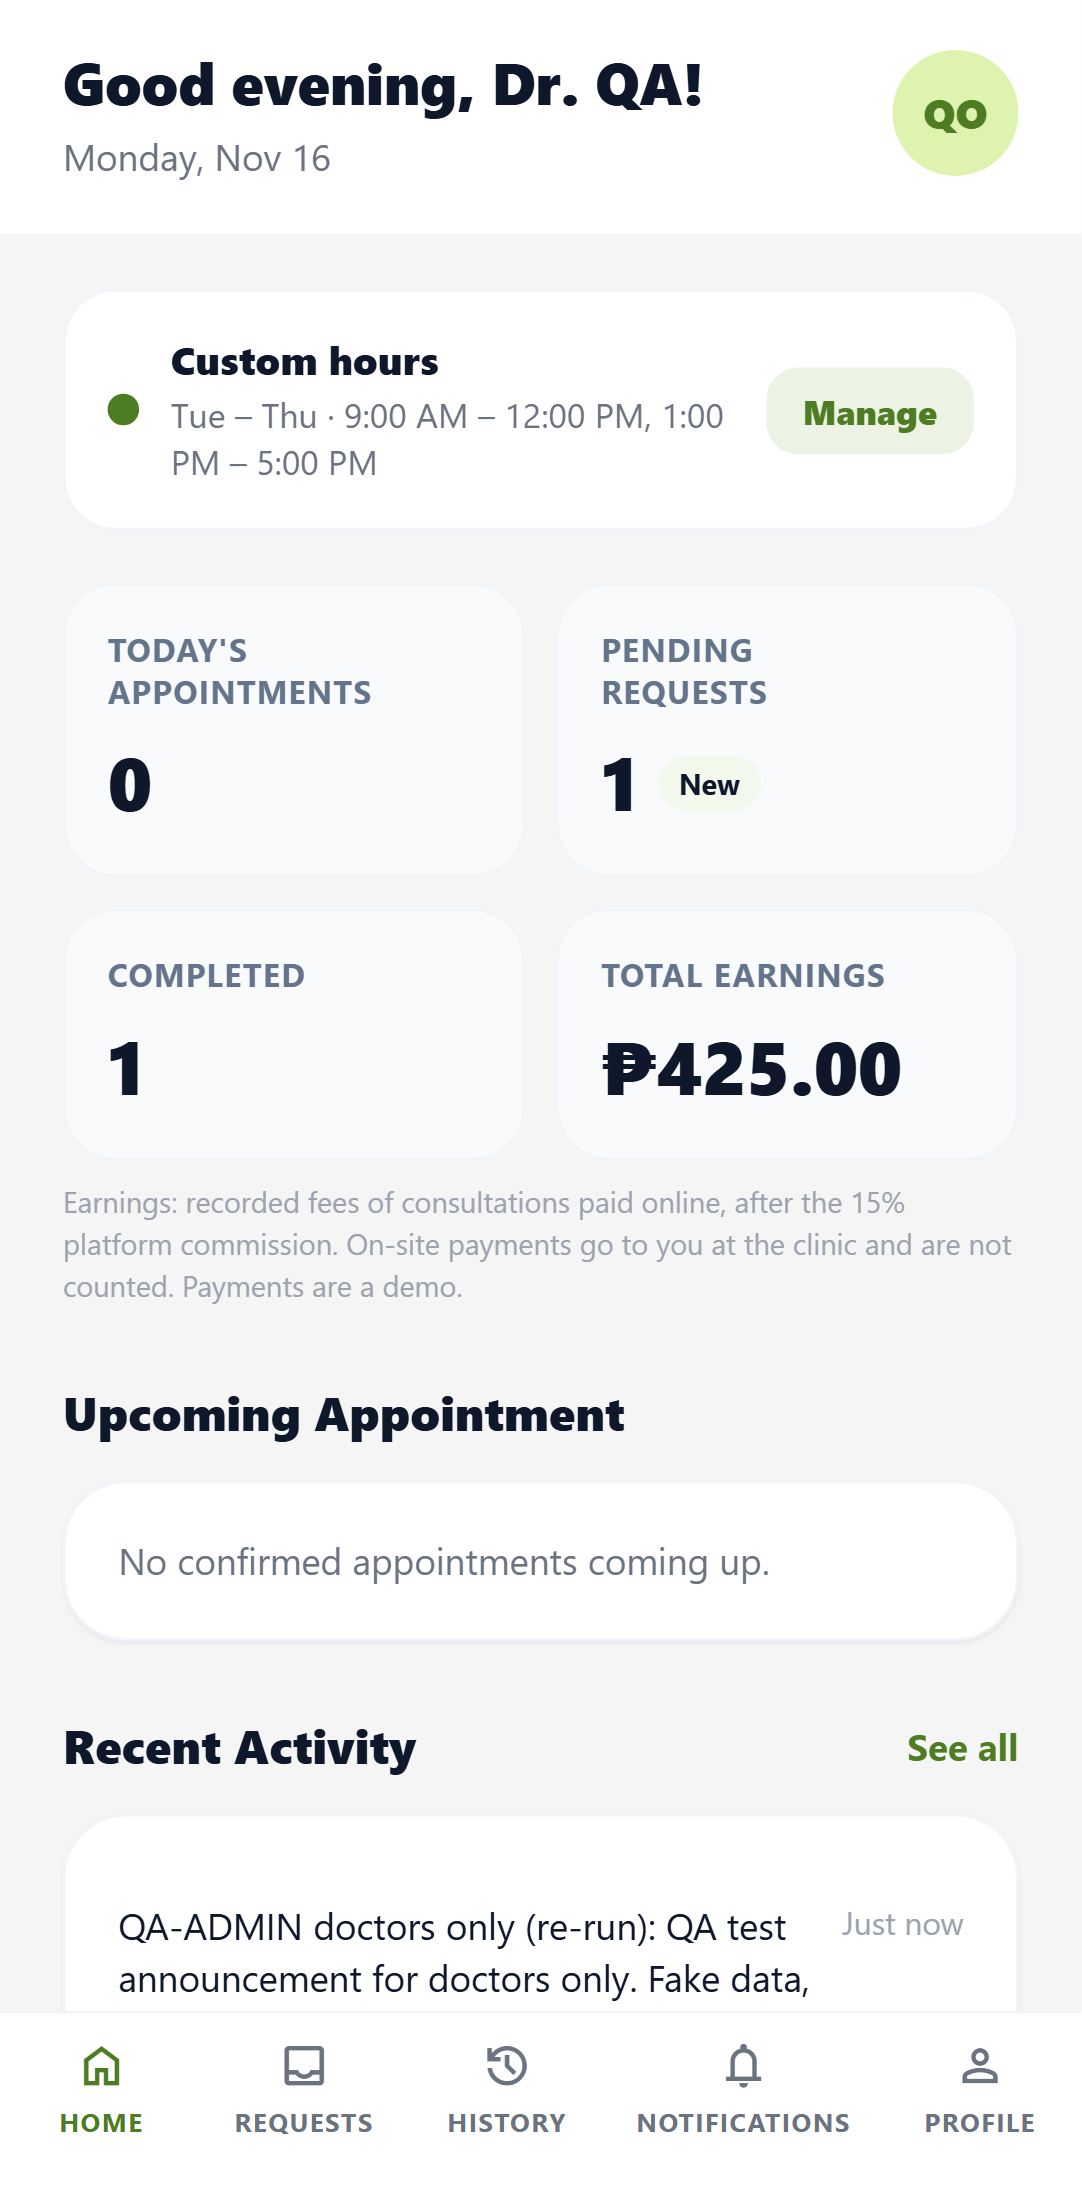 Good evening, Dr. QA!
Monday, Nov 16
QO
Custom hours
Tue – Thu · 9:00 AM – 12:00 PM, 1:00
PM – 5:00 PM
Manage
TODAY'S
APPOINTMENTS
0
PENDING
REQUESTS
1 New
COMPLETED
1
TOTAL EARNINGS
₱425.00
Earnings: recorded fees of consultations paid online, after the 15%
platform commission. On-site payments go to you at the clinic and are not
counted. Payments are a demo.
Upcoming Appointment
No confirmed appointments coming up.
Recent Activity
See all
QA-ADMIN doctors only (re-run): QA test
announcement for doctors only. Fake data,
Just now
HOME
REQUESTS
HISTORY
NOTIFICATIONS
PROFILE